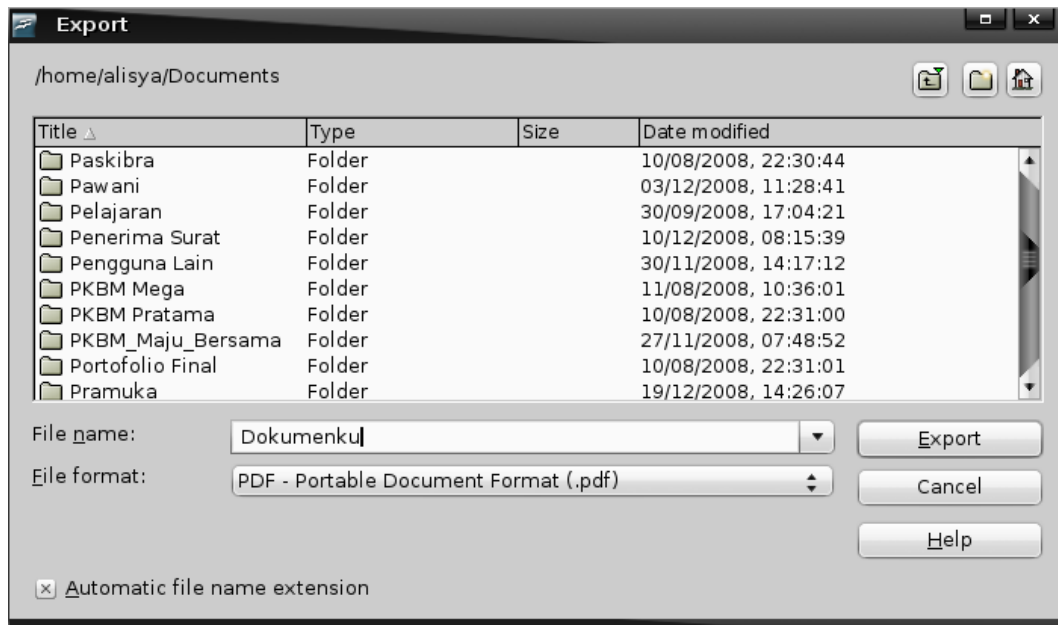 Export
/home/alisya/Documents
Title Type Size Date modified
Paskibra Folder 10/08/2008, 22:30:44
Pawani Folder 03/12/2008, 11:28:41
Pelajaran Folder 30/09/2008, 17:04:21
Penerima Surat Folder 10/12/2008, 08:15:39
Pengguna Lain Folder 30/11/2008, 14:17:12
PKBM Mega Folder 11/08/2008, 10:36:01
PKBM Pratama Folder 10/08/2008, 22:31:00
PKBM_Maju_Bersama Folder 27/11/2008, 07:48:52
Portofolio Final Folder 10/08/2008, 22:31:01
Pramuka Folder 19/12/2008, 14:26:07
File name: Dokumenku Export
File format: PDF - Portable Document Format (.pdf) Cancel
Help
Automatic file name extension